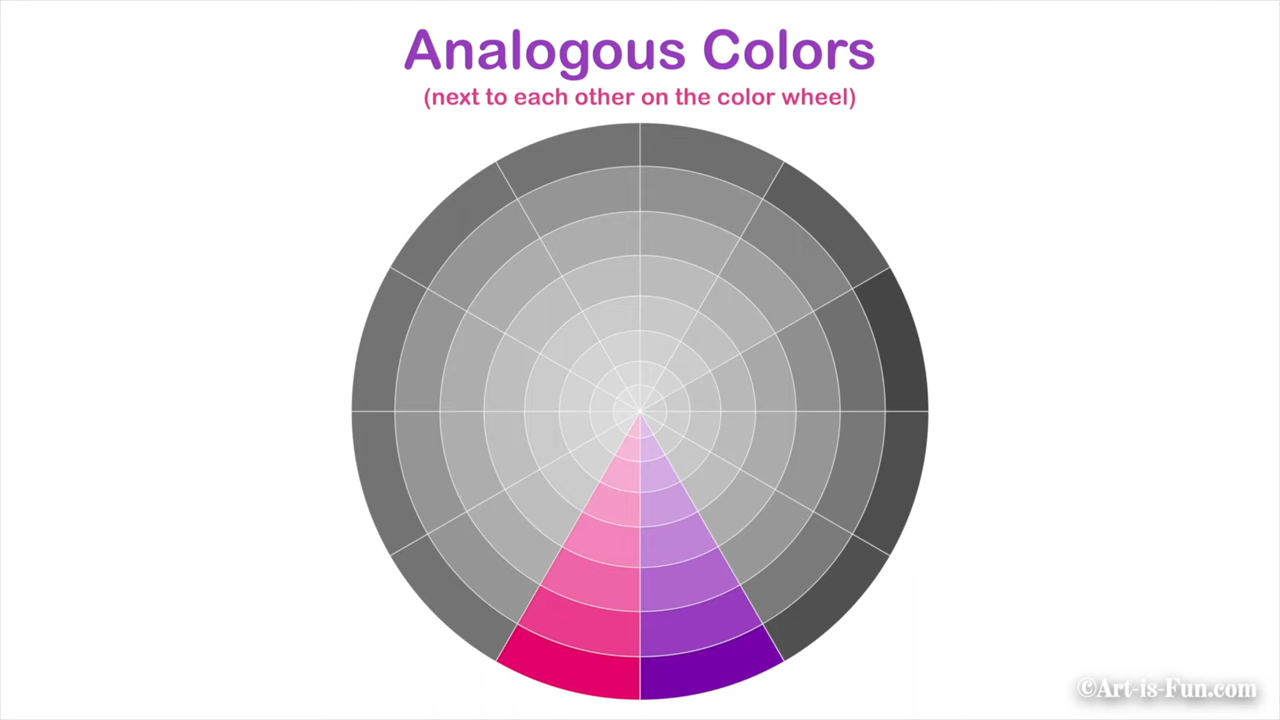 Analogous Colors
(next to each other on the color wheel)
©Art-is-Fun.com